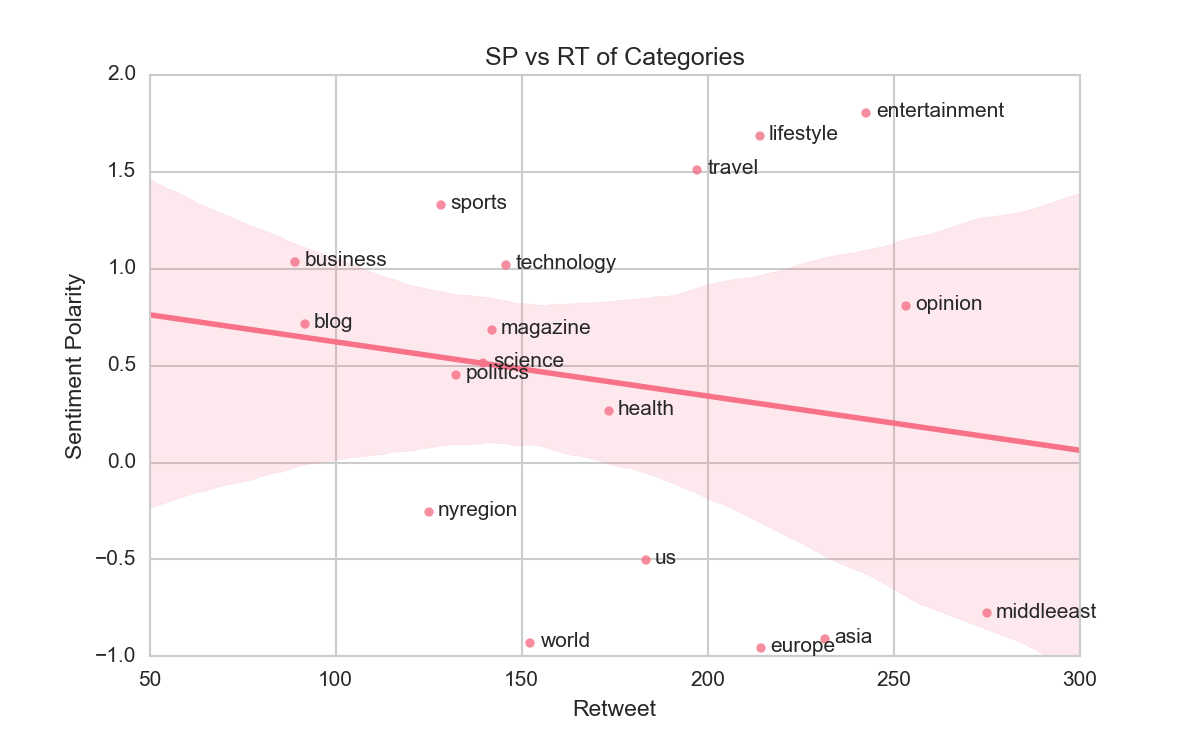 SP vs RT of Categories
2.0
entertainment
lifestyle
1.5
travel
sports
business
technology
1.0
opinion
blog
magazine
science
0.5
politics
health
0.0
nyregion
−0.5
us
middleeast
asia
world
europe
−1.0
50
100
150
200
250
300
Retweet
Sentiment Polarity